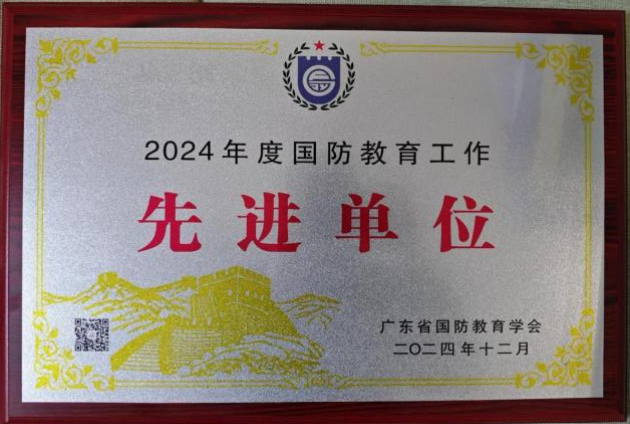 2024年度国防教育工作
先进单位
广东省国防教育学会
二〇二四年十二月